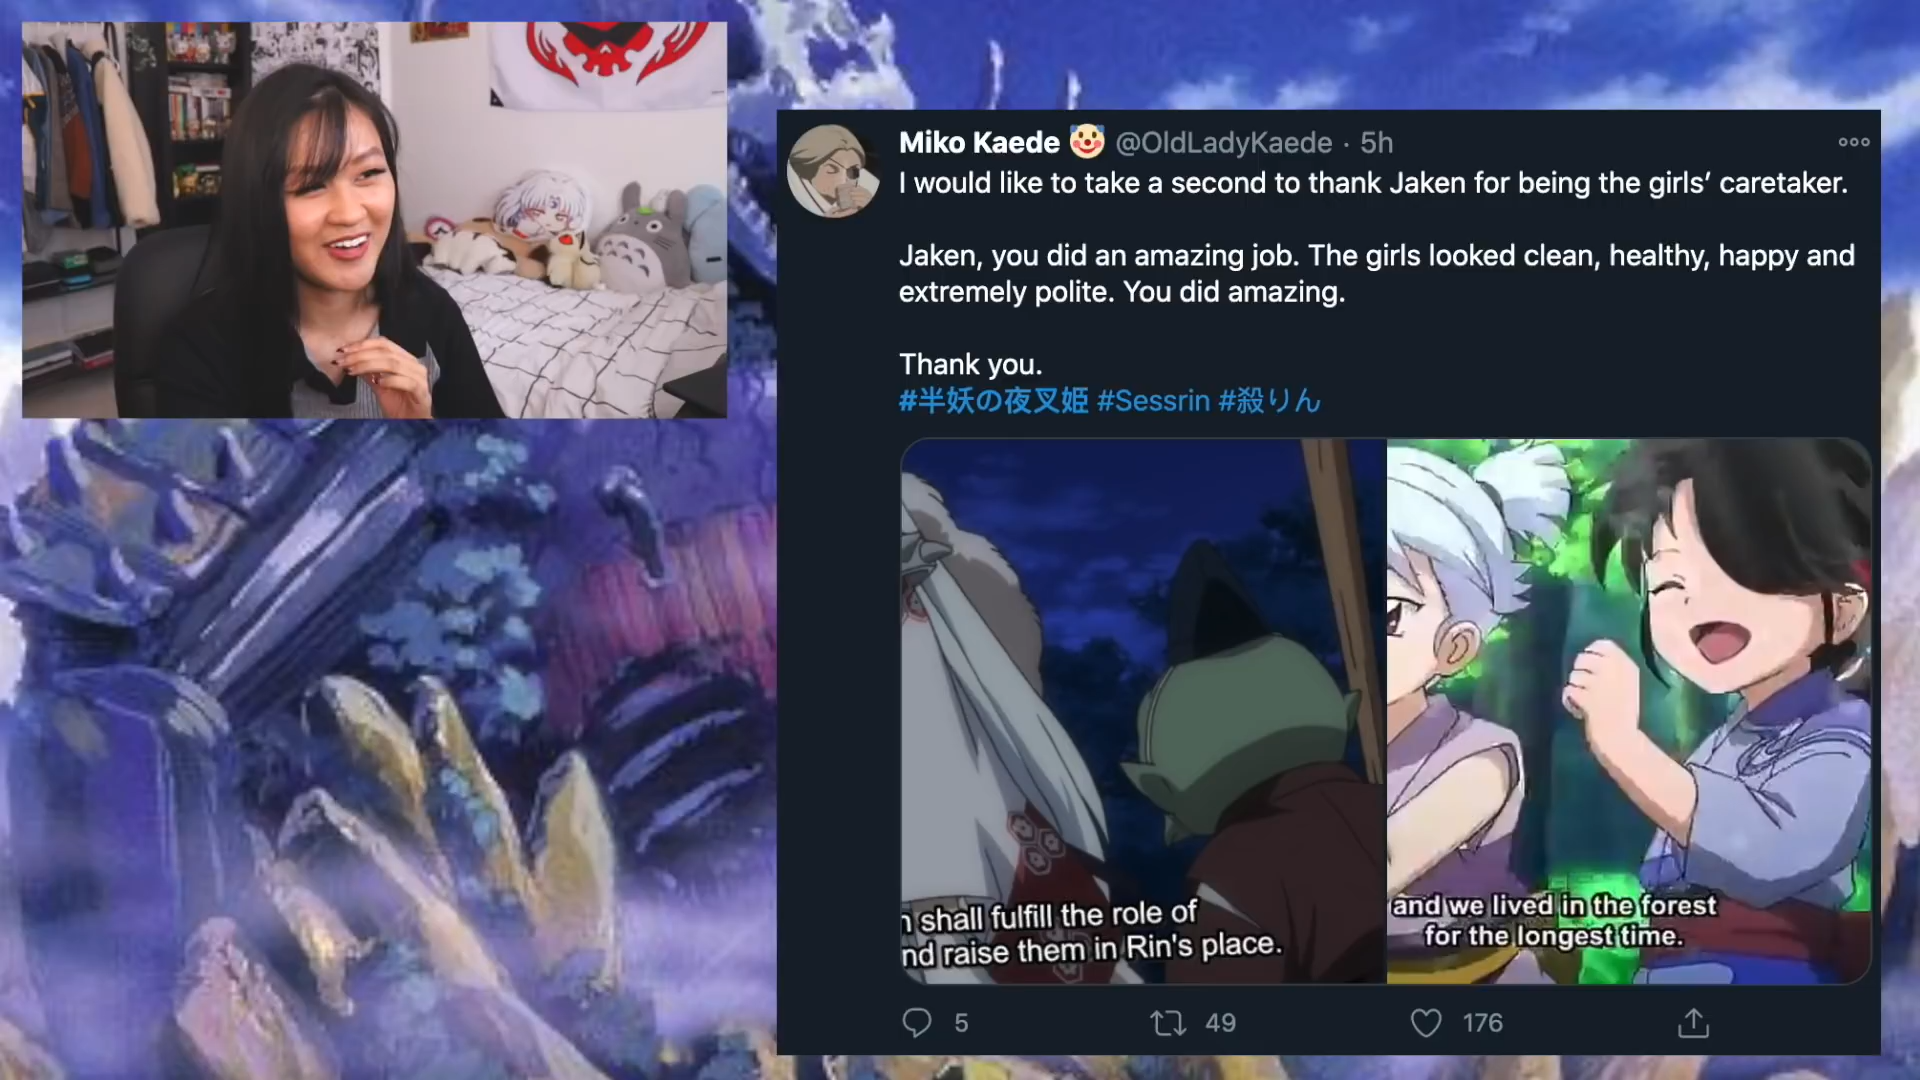 Miko Kaede 🤡 @OldLadyKaede · 5h
I would like to take a second to thank Jaken for being the girls’ caretaker.
Jaken, you did an amazing job. The girls looked clean, healthy, happy and
extremely polite. You did amazing.
Thank you.
#半妖の夜叉姫 #Sessrin #殺りん
shall fulfill the role of
nd raise them in Rin's place.
and we lived in the forest
for the longest time.
5
49
176